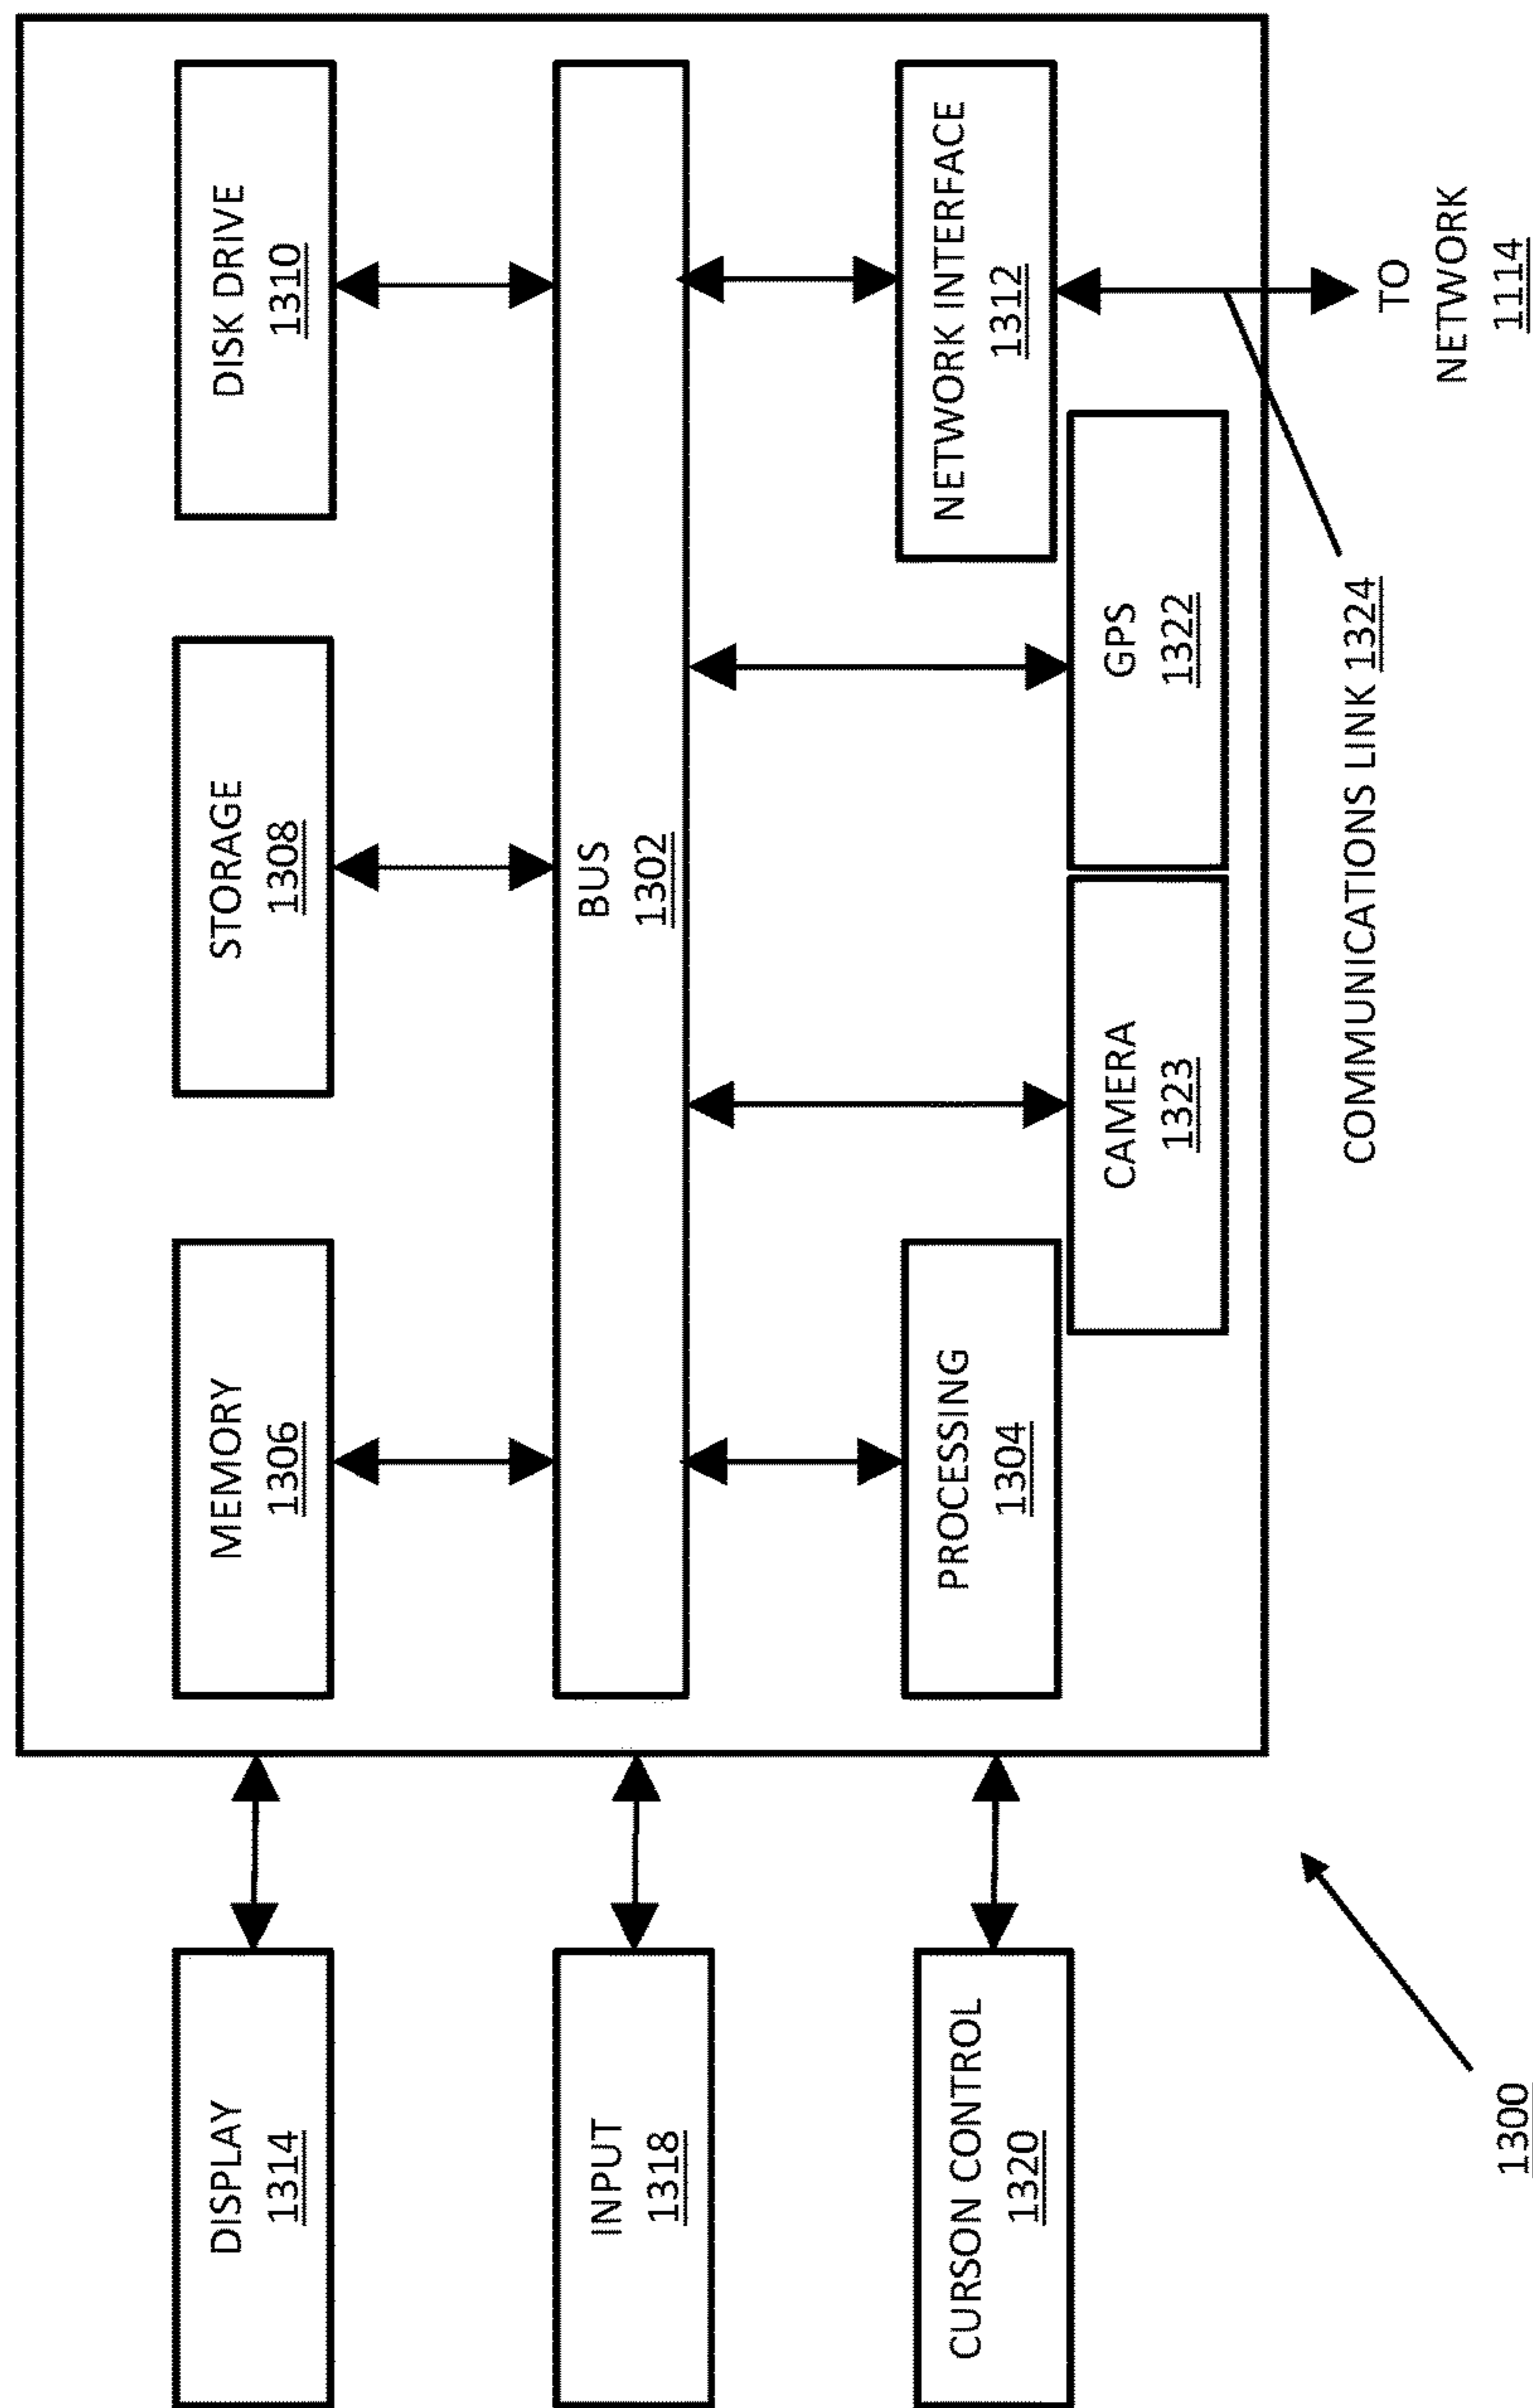 DISPLAY
1314
MEMORY
1306
STORAGE
1308
DISK DRIVE
1310
INPUT
1318
BUS
1302
CURSON CONTROL
1320
PROCESSING
1304
CAMERA
1323
GPS
1322
NETWORK INTERFACE
1312
COMMUNICATIONS LINK 1324
TO
NETWORK
1114
1300